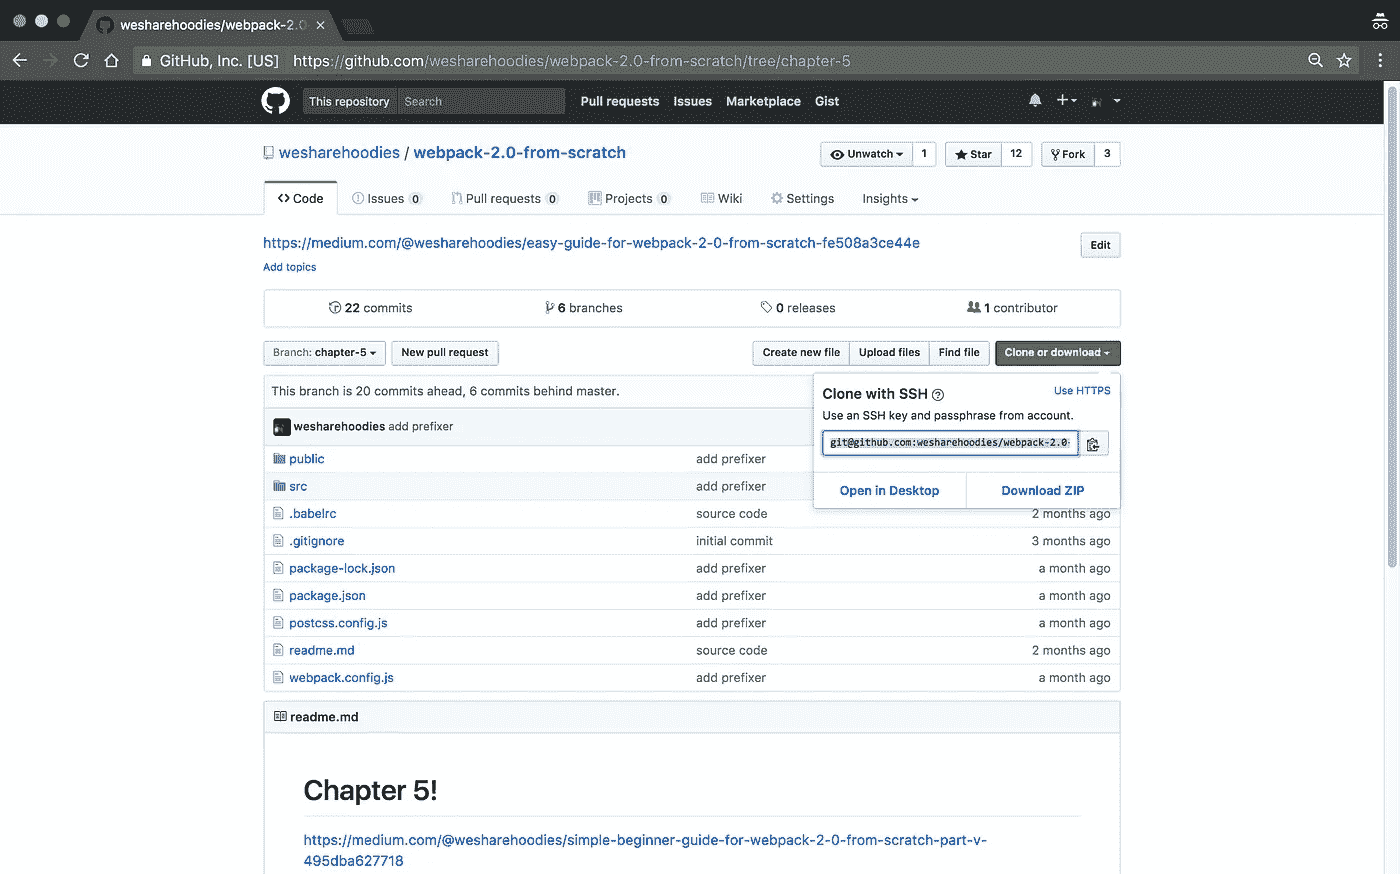 wesharehoodies/webpack-2.0
GitHub, Inc. [US] https://github.com/wesharehoodies/webpack-2.0-from-scratch/tree/chapter-5
This repository Search Pull requests Issues Marketplace Gist
wesharehoodies / webpack-2.0-from-scratch Unwatch 1 Star 12 Fork 3
Code Issues 0 Pull requests 0 Projects 0 Wiki Settings Insights
https://medium.com/@wesharehoodies/easy-guide-for-webpack-2-0-from-scratch-fe508a3ce44e Edit
Add topics
22 commits 6 branches 0 releases 1 contributor
Branch: chapter-5 New pull request Create new file Upload files Find file Clone or download
This branch is 20 commits ahead, 6 commits behind master.
Clone with SSH Use HTTPS
Use an SSH key and passphrase from account.
git@github.com:wesharehoodies/webpack-2.0-
Open in Desktop Download ZIP
wesharehoodies add prefixer
public add prefixer
src add prefixer
.babelrc source code 2 months ago
.gitignore initial commit 3 months ago
package-lock.json add prefixer a month ago
package.json add prefixer a month ago
postcss.config.js add prefixer a month ago
readme.md source code 2 months ago
webpack.config.js add prefixer a month ago
readme.md
Chapter 5!
https://medium.com/@wesharehoodies/simple-beginner-guide-for-webpack-2-0-from-scratch-part-v-
495dba627718